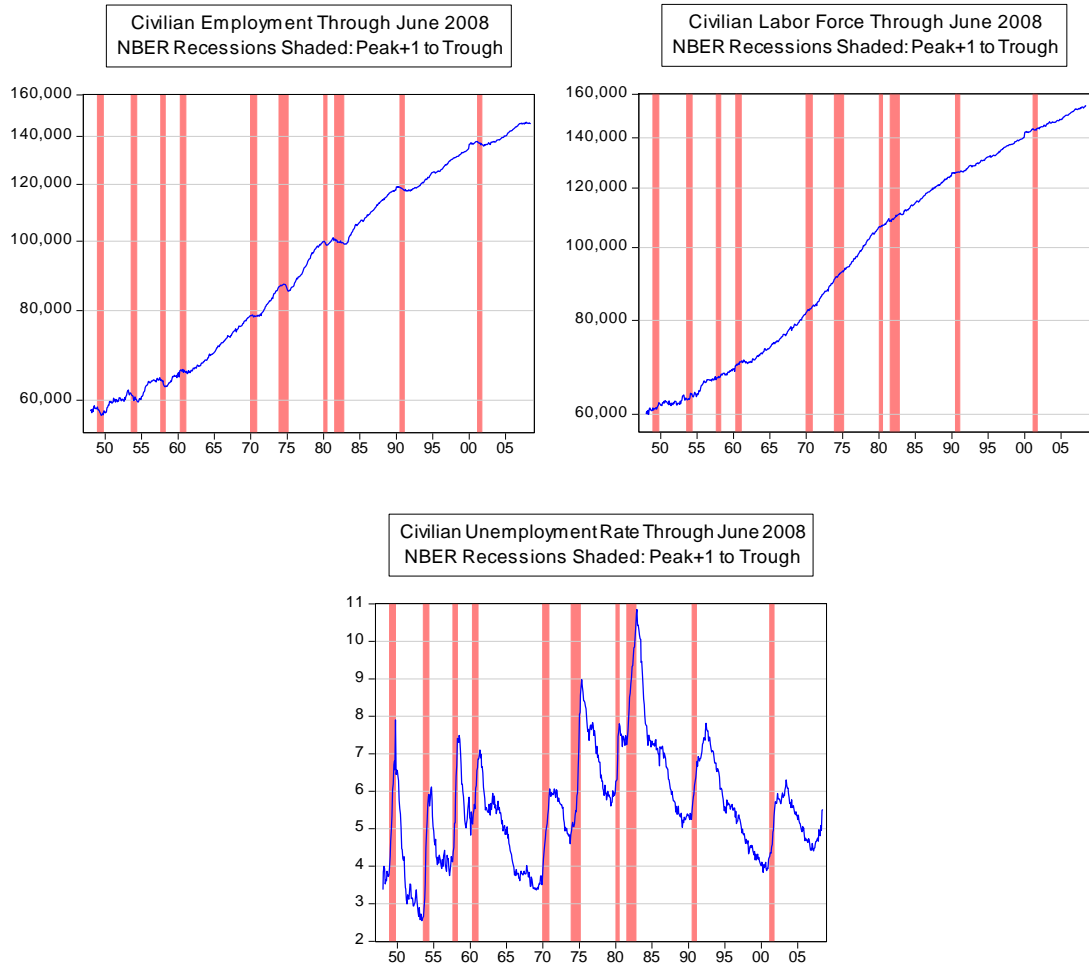 Civilian Employment Through June 2008
NBER Recessions Shaded: Peak+1 to Trough
160,000
140,000
120,000
100,000
80,000
60,000
50 55 60 65 70 75 80 85 90 95 00 05
Civilian Labor Force Through June 2008
NBER Recessions Shaded: Peak+1 to Trough
160,000
140,000
120,000
100,000
80,000
60,000
50 55 60 65 70 75 80 85 90 95 00 05
Civilian Unemployment Rate Through June 2008
NBER Recessions Shaded: Peak+1 to Trough
11
10
9
8
7
6
5
4
3
2
50 55 60 65 70 75 80 85 90 95 00 05